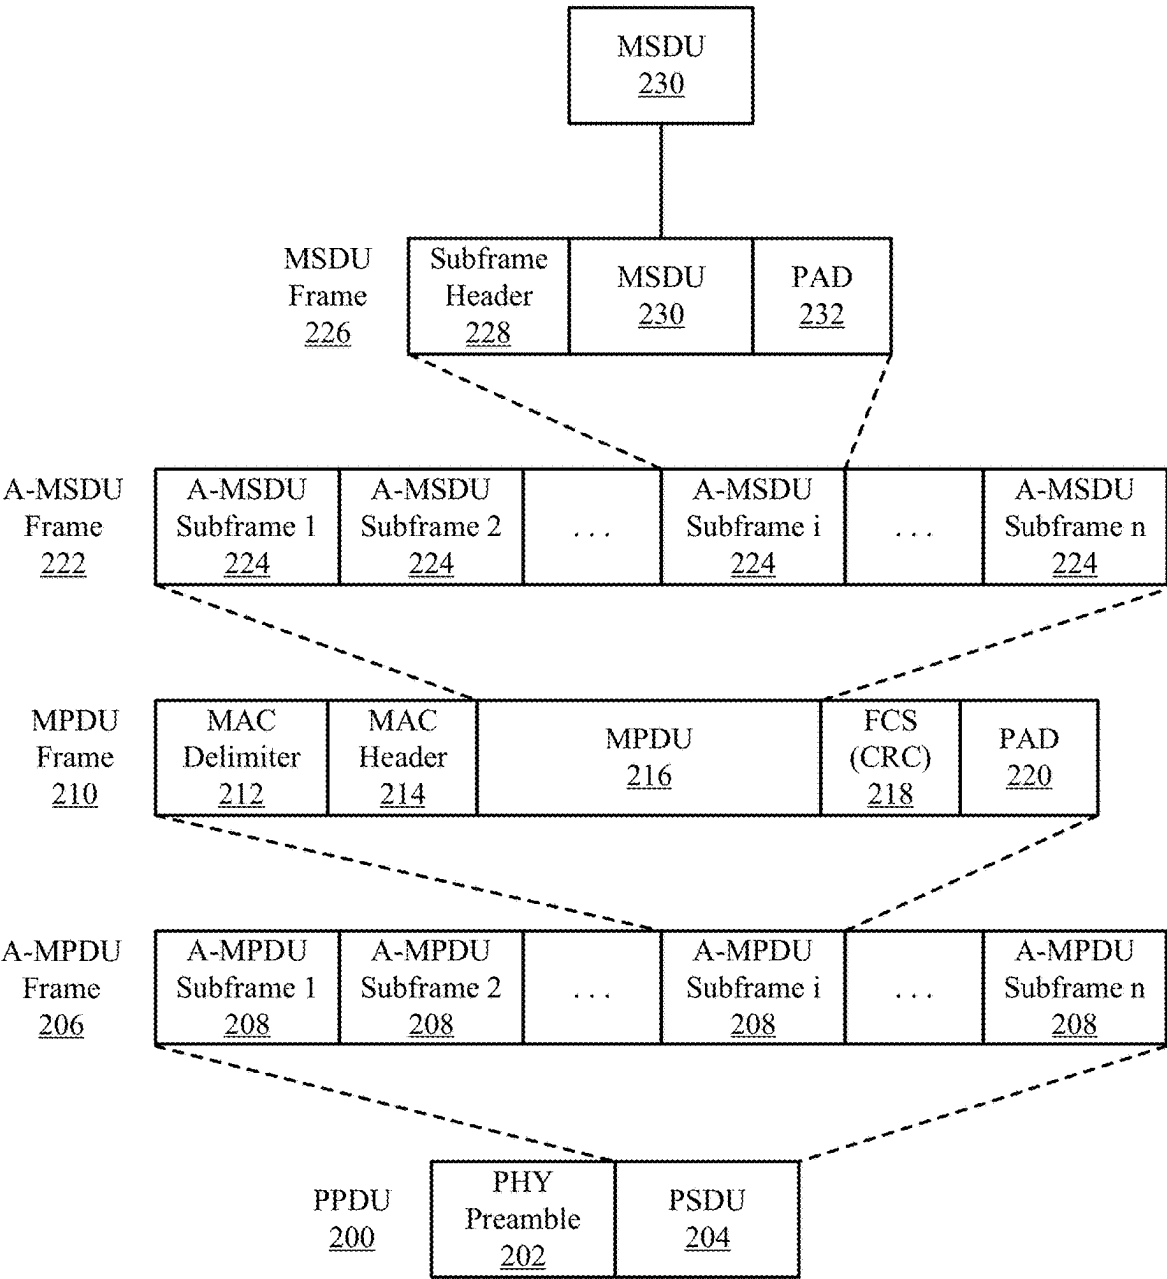 MSDU
230
MSDU
Frame
226
Subframe
Header
228
MSDU
230
PAD
232
A-MSDU
Frame
222
A-MSDU
Subframe 1
224
A-MSDU
Subframe 2
224
. . .
A-MSDU
Subframe i
224
. . .
A-MSDU
Subframe n
224
MPDU
Frame
210
MAC
Delimiter
212
MAC
Header
214
MPDU
216
FCS
(CRC)
218
PAD
220
A-MPDU
Frame
206
A-MPDU
Subframe 1
208
A-MPDU
Subframe 2
208
. . .
A-MPDU
Subframe i
208
. . .
A-MPDU
Subframe n
208
PPDU
200
PHY
Preamble
202
PSDU
204